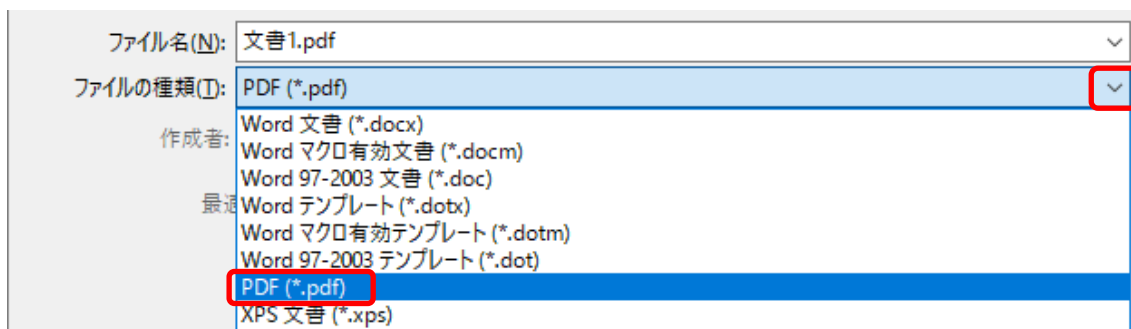 ファイル名(N): 文書1.pdf
ファイルの種類(T): PDF (*.pdf)
作成者:
Word 文書 (*.docx)
Word マクロ有効文書 (*.docm)
Word 97-2003 文書 (*.doc)
最適
Word テンプレート (*.dotx)
Word マクロ有効テンプレート (*.dotm)
Word 97-2003 テンプレート (*.dot)
PDF (*.pdf)
XPS 文書 (*.xps)